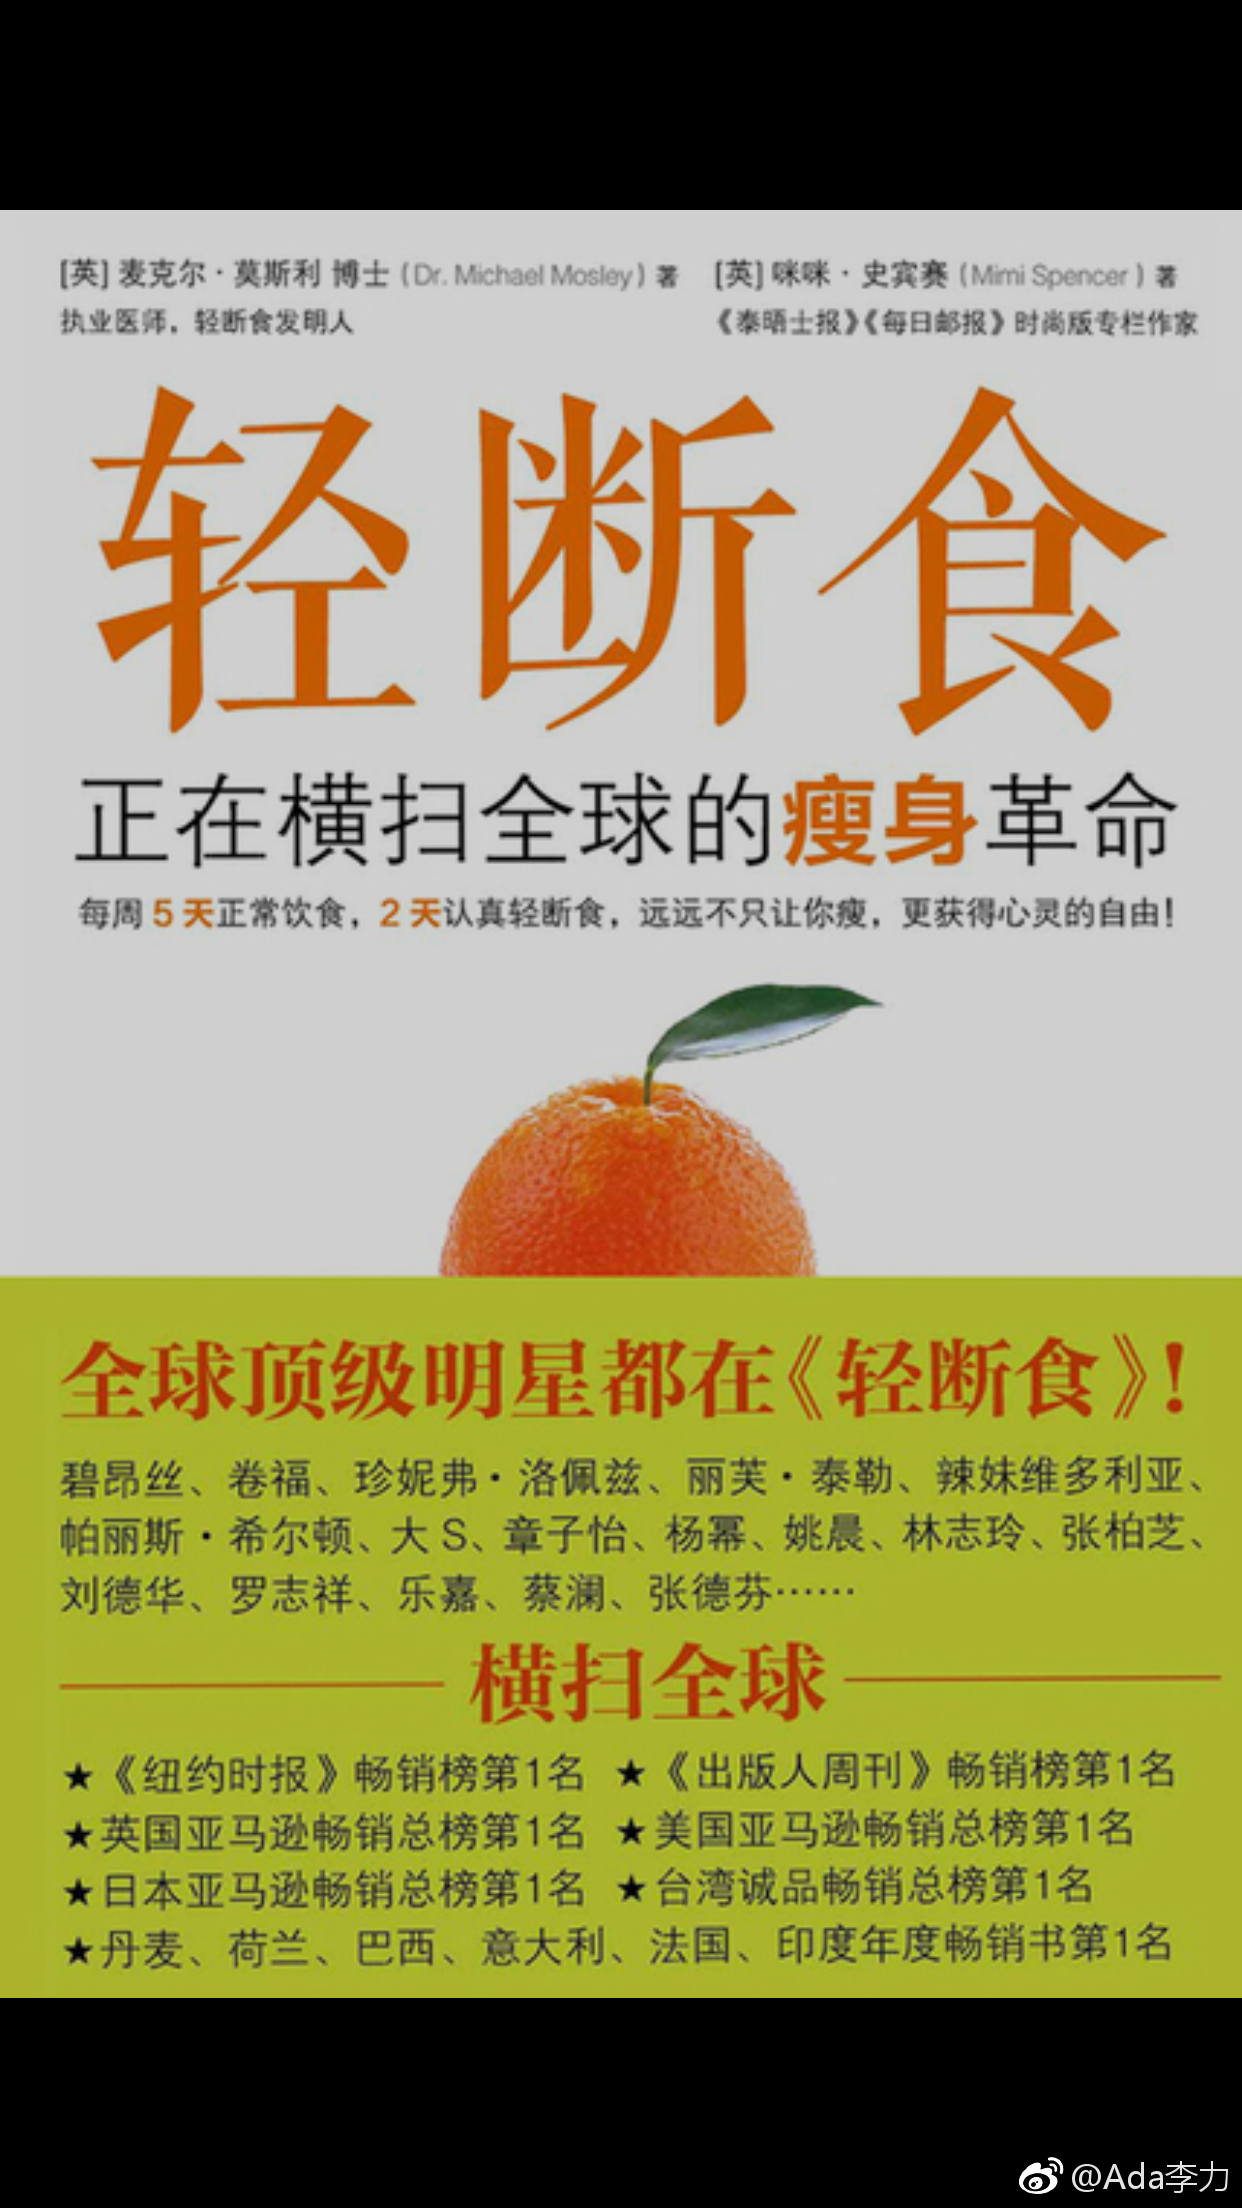 [英] 麦克尔·莫斯利 博士 (Dr. Michael Mosley) 著
执业医师，轻断食发明人
[英] 咪咪·史宾赛 (Mimi Spencer) 著
《泰晤士报》《每日邮报》时尚版专栏作家
轻断食
正在横扫全球的瘦身革命
每周 5 天正常饮食，2 天认真轻断食，远远不只让你瘦，更获得心灵的自由！
全球顶级明星都在《轻断食》！
碧昂丝、卷福、珍妮弗·洛佩兹、丽芙·泰勒、辣妹维多利亚、
帕丽斯·希尔顿、大 S、章子怡、杨幂、姚晨、林志玲、张柏芝、
刘德华、罗志祥、乐嘉、蔡澜、张德芬……
横扫全球
★《纽约时报》畅销榜第1名 ★《出版人周刊》畅销榜第1名
★英国亚马逊畅销总榜第1名 ★美国亚马逊畅销总榜第1名
★日本亚马逊畅销总榜第1名 ★台湾诚品畅销总榜第1名
★丹麦、荷兰、巴西、意大利、法国、印度年度畅销书第1名
@Ada李力